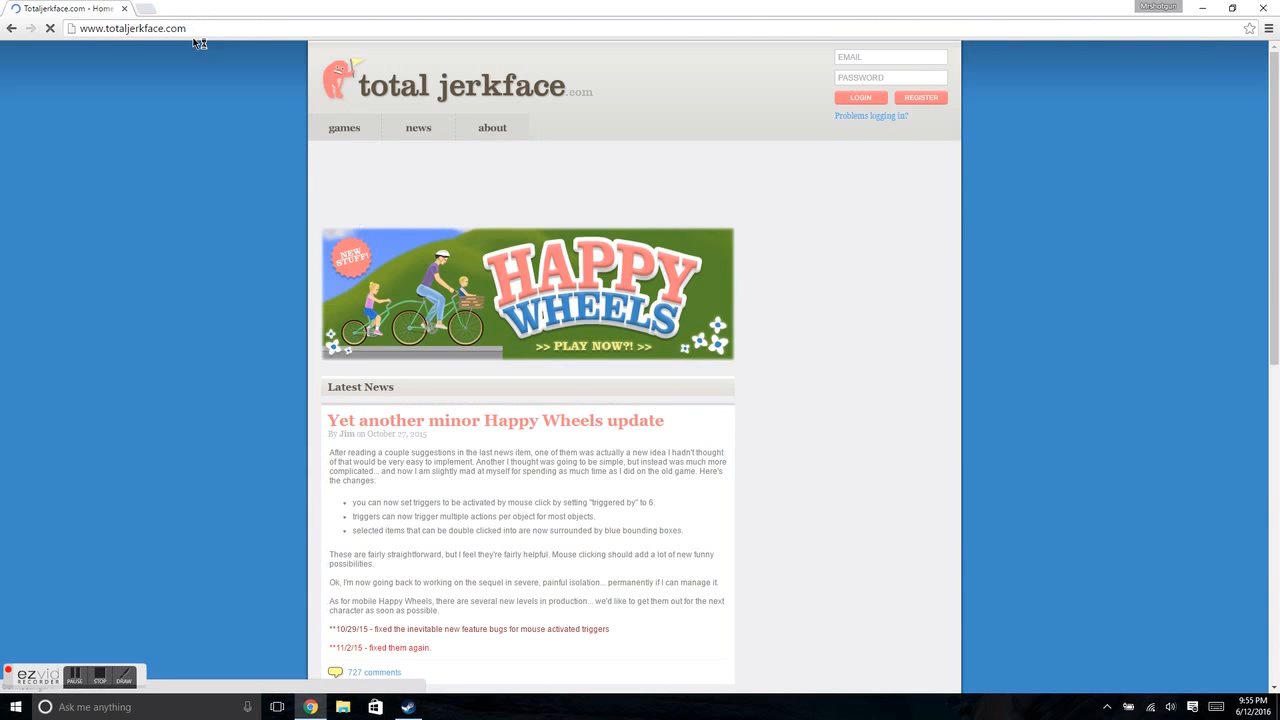 Totaljerkface.com - Home
Mrshotgun
www.totaljerkface.com
total jerkface.com
EMAIL
PASSWORD
LOGIN REGISTER
Problems logging in?
games news about
NEW STUFF!
HAPPY
WHEELS
>> PLAY NOW?! >>
Latest News
Yet another minor Happy Wheels update
By Jim on October 27, 2015
After reading a couple suggestions in the last news item, one of them was actually a new idea I hadn't thought
of that would be very easy to implement. Another I thought was going to be simple, but instead was much more
complicated... and now I am slightly mad at myself for spending as much time as I did on the old game. Here's
the changes:
• you can now set triggers to be activated by mouse click by setting "triggered by" to 6.
• triggers can now trigger multiple actions per object for most objects.
• selected items that can be double clicked into are now surrounded by blue bounding boxes.
These are fairly straightforward, but I feel they're fairly helpful. Mouse clicking should add a lot of new funny
possibilities.
Ok, I'm now going back to working on the sequel in severe, painful isolation... permanently if I can manage it.
As for mobile Happy Wheels, there are several new levels in production... we'd like to get them out for the next
character as soon as possible.
**10/29/15 - fixed the inevitable new feature bugs for mouse activated triggers
**11/2/15 - fixed them again.
727 comments
ezvid
RECORDER
PAUSE STOP DRAW
Ask me anything
9:55 PM
6/12/2016